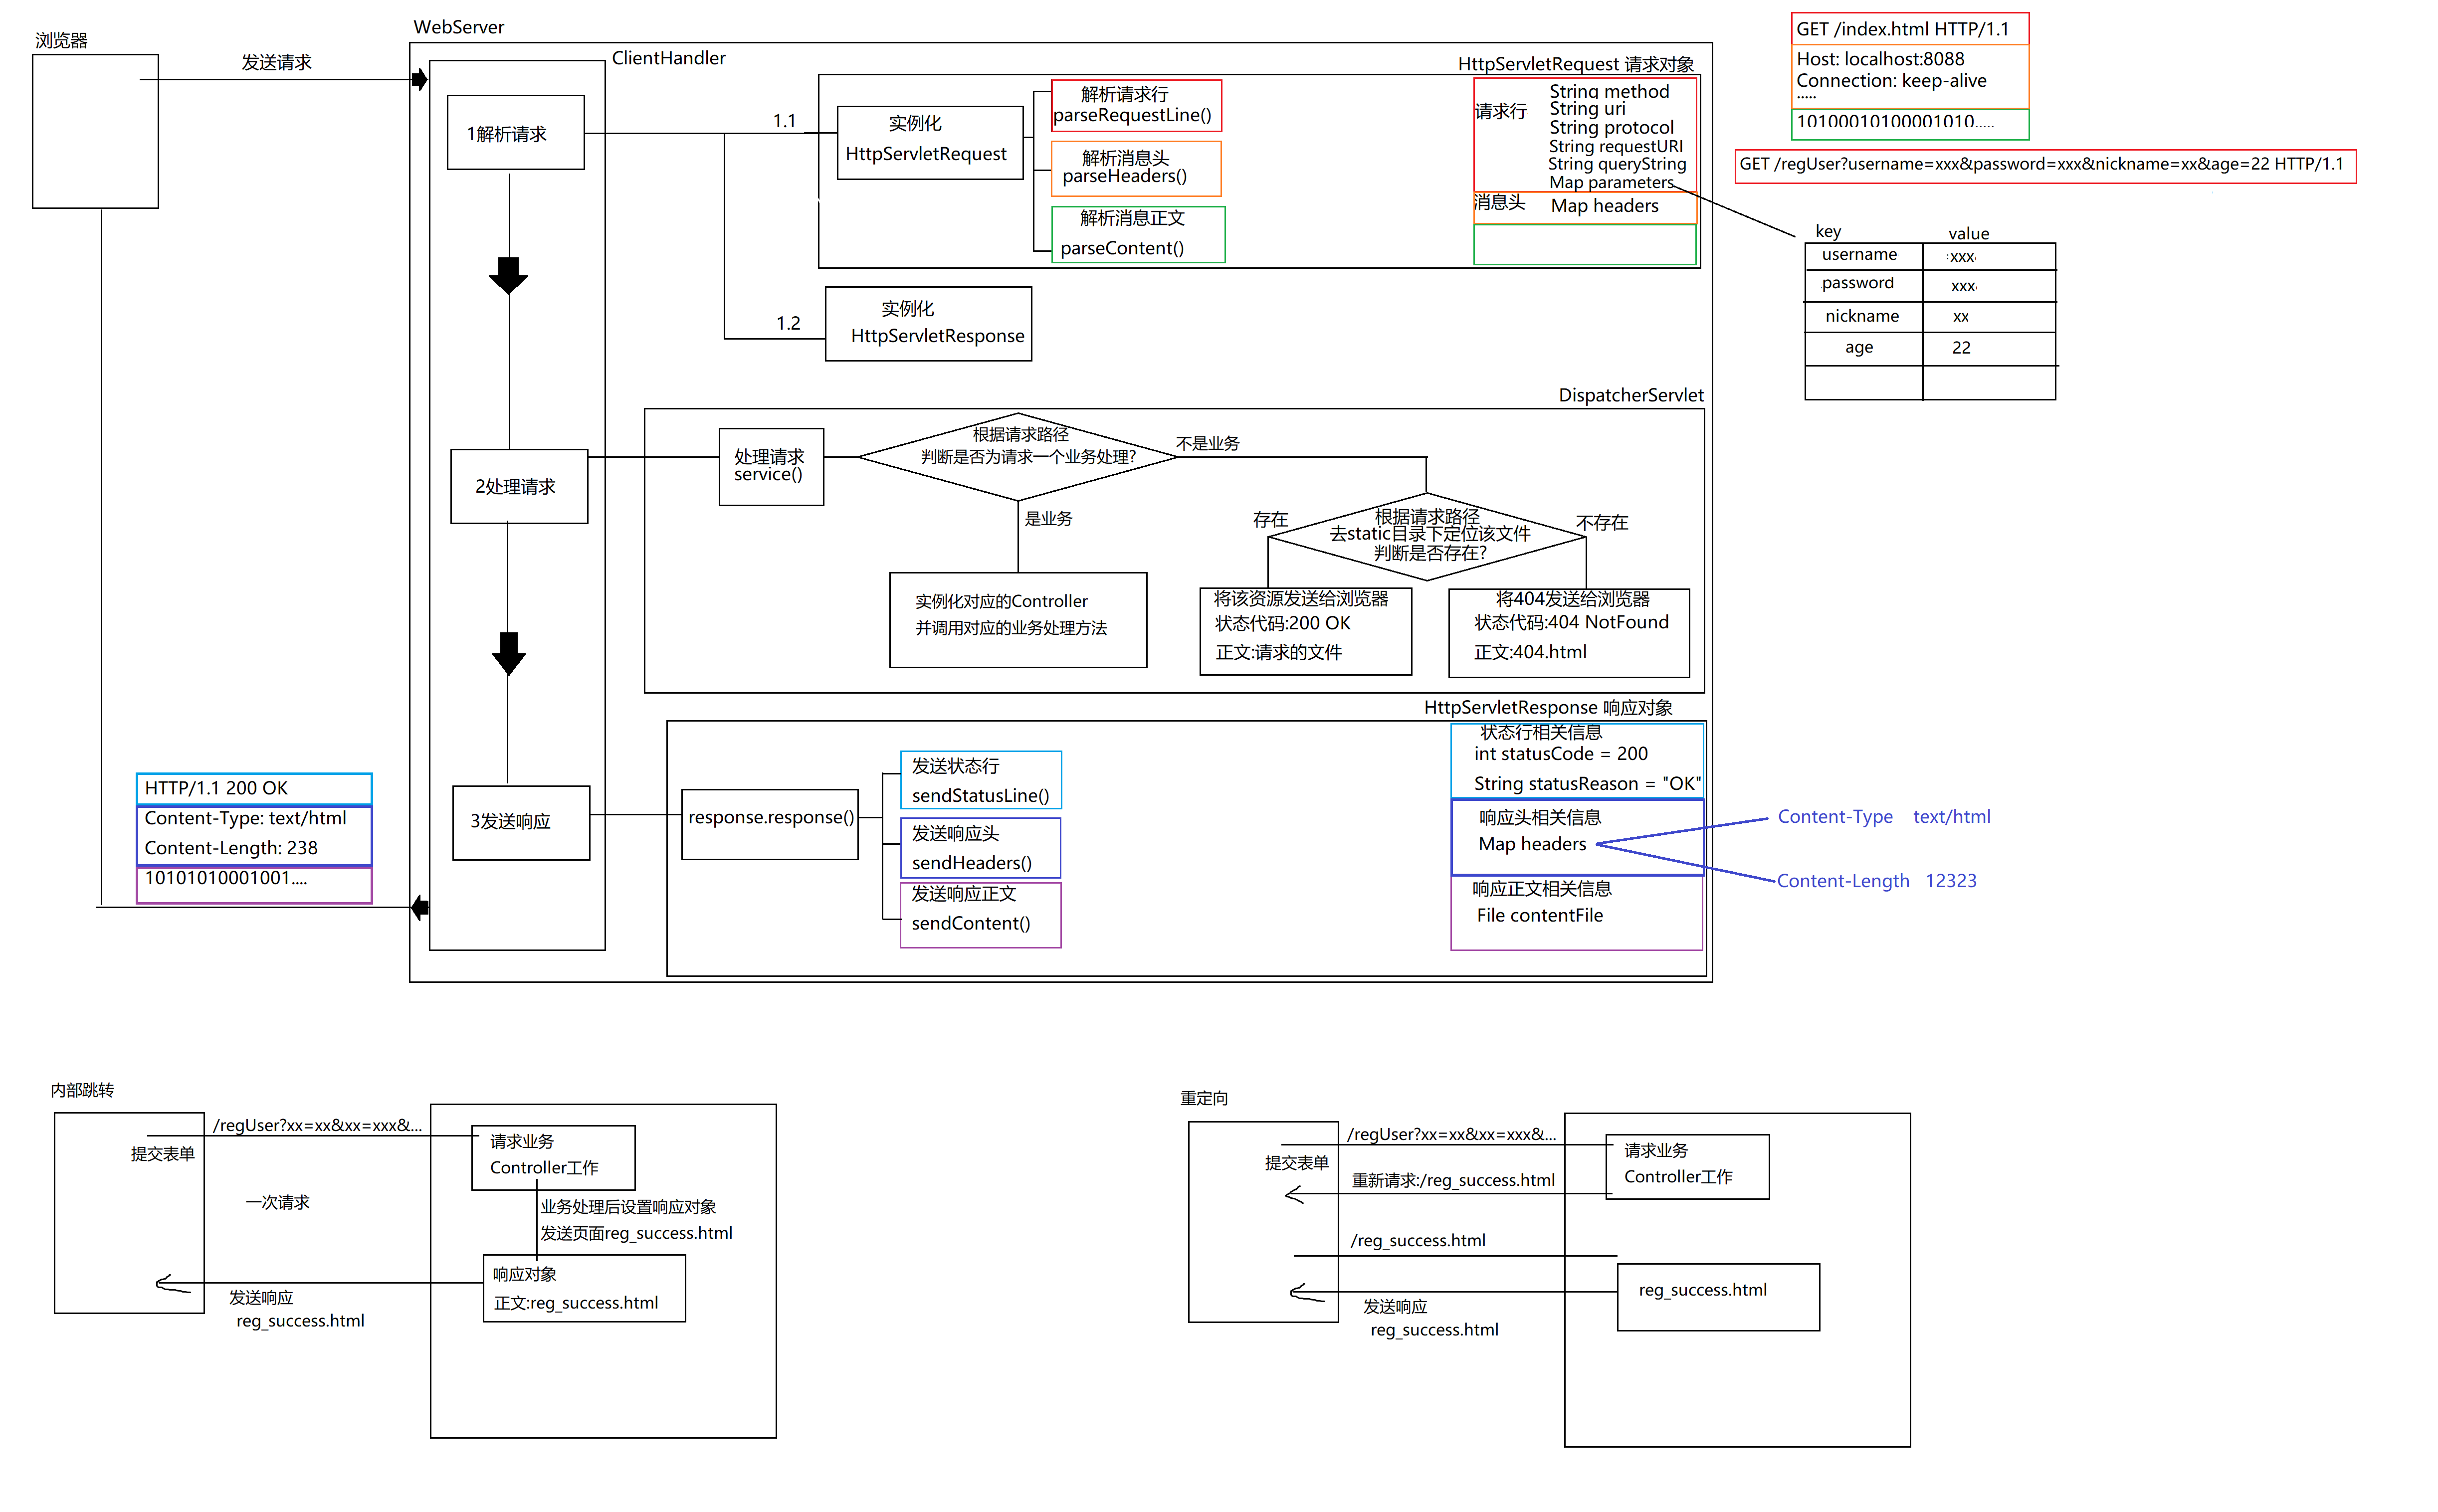 WebServer
浏览器
发送请求
ClientHandler
1解析请求
1.1
1.2
HttpServletRequest 请求对象
实例化
HttpServletRequest
解析请求行
parseRequestLine()
解析消息头
parseHeaders()
解析消息正文
parseContent()
请求行
String method
String uri
String protocol
String requestURI
String queryString
Map parameters
消息头
Map headers
实例化
HttpServletResponse
GET /index.html HTTP/1.1
Host: localhost:8088
Connection: keep-alive
.....
10100010100001010.....
GET /regUser?username=xxx&password=xxx&nickname=xx&age=22 HTTP/1.1
key value
username xxx
password xxx
nickname xx
age 22
DispatcherServlet
2处理请求
处理请求
service()
根据请求路径
判断是否为请求一个业务处理?
不是业务
是业务
实例化对应的Controller
并调用对应的业务处理方法
存在
根据请求路径
去static目录下定位该文件
判断是否存在?
不存在
将该资源发送给浏览器
状态代码:200 OK
正文:请求的文件
将404发送给浏览器
状态代码:404 NotFound
正文:404.html
HttpServletResponse 响应对象
3发送响应
response.response()
发送状态行
sendStatusLine()
发送响应头
sendHeaders()
发送响应正文
sendContent()
状态行相关信息
int statusCode = 200
String statusReason = "OK"
响应头相关信息
Map headers
响应正文相关信息
File contentFile
Content-Type text/html
Content-Length 12323
HTTP/1.1 200 OK
Content-Type: text/html
Content-Length: 238
10101010001001....
内部跳转
/regUser?xx=xx&xx=xxx&...
提交表单
一次请求
请求业务
Controller工作
业务处理后设置响应对象
发送页面reg_success.html
响应对象
正文:reg_success.html
发送响应
reg_success.html
重定向
/regUser?xx=xx&xx=xxx&...
提交表单
重新请求:/reg_success.html
请求业务
Controller工作
/reg_success.html
reg_success.html
发送响应
reg_success.html